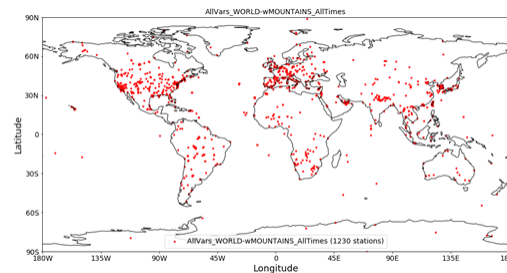 AllVars_WORLD-wMOUNTAINS_AllTimes
90N
60N
30N
0
30S
60S
90S
Latitude
AllVars_WORLD-wMOUNTAINS_AllTimes (1230 stations)
180W 135W 90W 45W 0 45E 90E 135E 180
Longitude